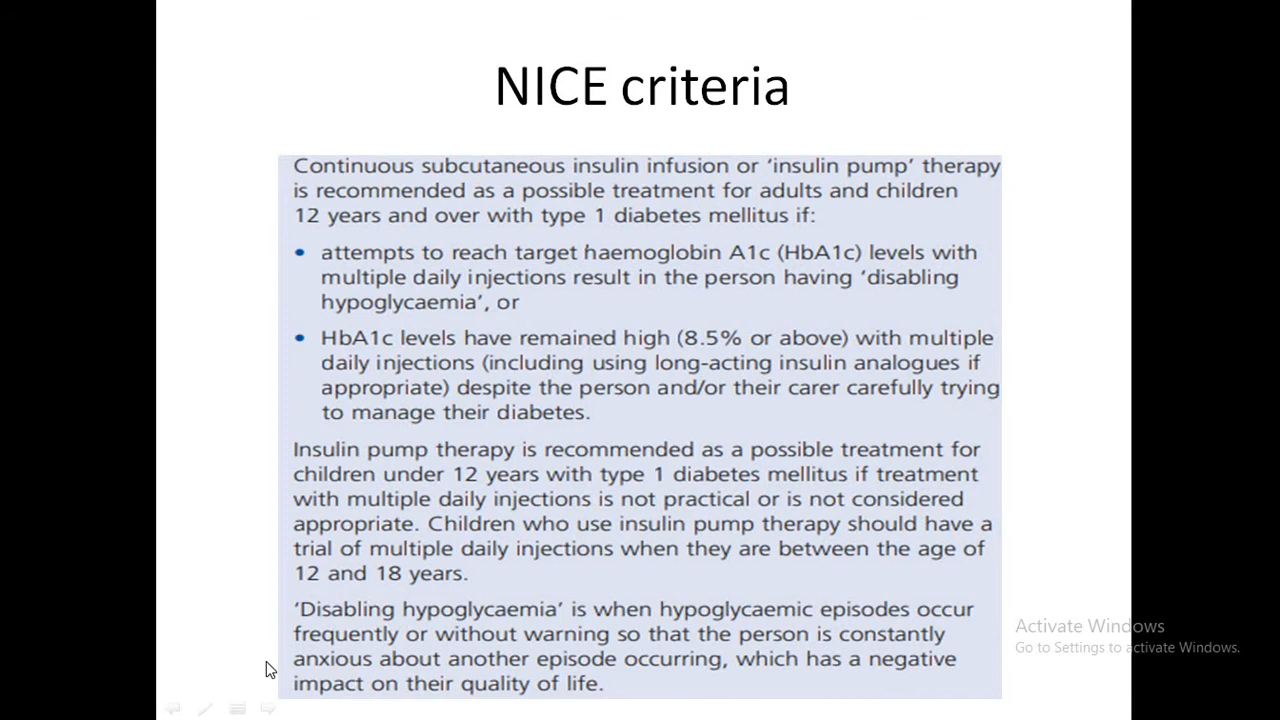 NICE criteria
Continuous subcutaneous insulin infusion or ‘insulin pump’ therapy
is recommended as a possible treatment for adults and children
12 years and over with type 1 diabetes mellitus if:
• attempts to reach target haemoglobin A1c (HbA1c) levels with
multiple daily injections result in the person having ‘disabling
hypoglycaemia’, or
• HbA1c levels have remained high (8.5% or above) with multiple
daily injections (including using long-acting insulin analogues if
appropriate) despite the person and/or their carer carefully trying
to manage their diabetes.
Insulin pump therapy is recommended as a possible treatment for
children under 12 years with type 1 diabetes mellitus if treatment
with multiple daily injections is not practical or is not considered
appropriate. Children who use insulin pump therapy should have a
trial of multiple daily injections when they are between the age of
12 and 18 years.
‘Disabling hypoglycaemia’ is when hypoglycaemic episodes occur
frequently or without warning so that the person is constantly
anxious about another episode occurring, which has a negative
impact on their quality of life.
Activate Windows
Go to Settings to activate Windows.